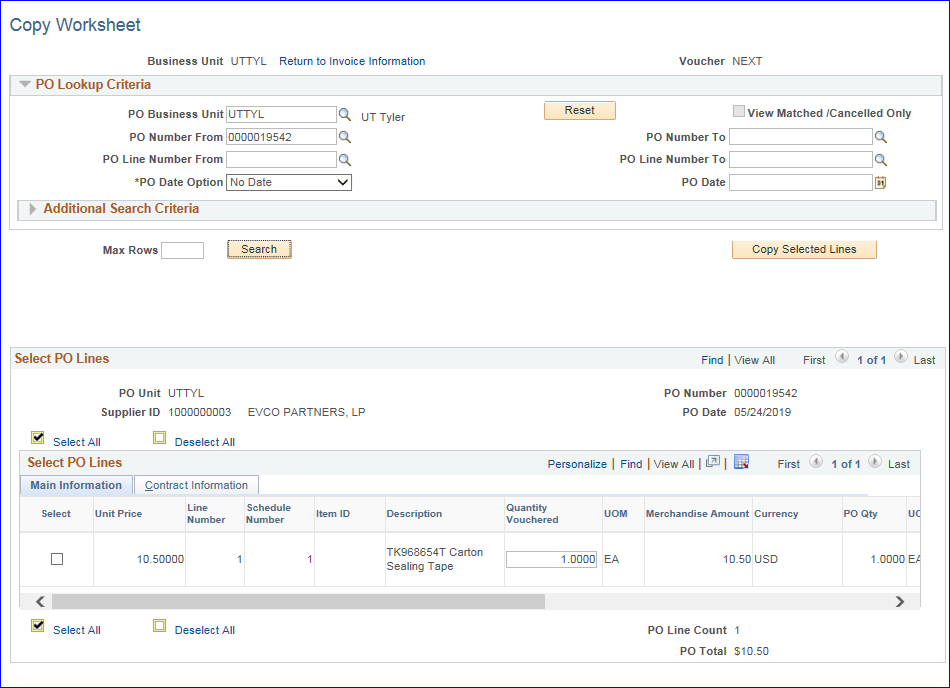 Copy Worksheet
Business Unit UTTYL Return to Invoice Information Voucher NEXT
PO Lookup Criteria
PO Business Unit UTTYL UT Tyler Reset View Matched /Cancelled Only
PO Number From 0000019542 PO Number To
PO Line Number From PO Line Number To
*PO Date Option No Date PO Date
Additional Search Criteria
Max Rows Search Copy Selected Lines
Select PO Lines Find | View All First 1 of 1 Last
PO Unit UTTYL PO Number 0000019542
Supplier ID 1000000003 EVCO PARTNERS, LP PO Date 05/24/2019
Select All Deselect All
Select PO Lines Personalize | Find | View All | | First 1 of 1 Last
Main Information Contract Information
Select Unit Price Line Number Schedule Number Item ID Description Quantity Vouchered UOM Merchandise Amount Currency PO Qty UO
10.50000 1 1 TK968654T Carton Sealing Tape 1.0000 EA 10.50 USD 1.0000 EA
Select All Deselect All PO Line Count 1
PO Total $10.50